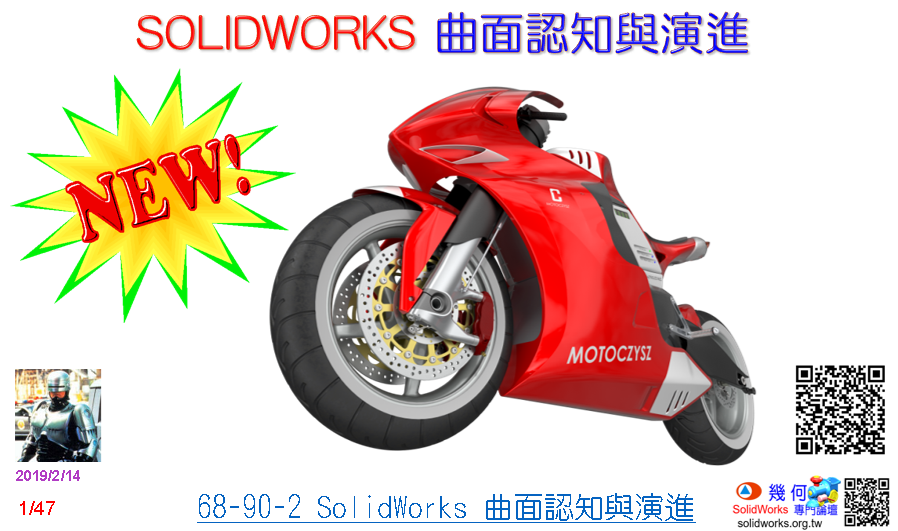 SOLIDWORKS 曲面認知與演進
NEW!
C
MOTOCZYSZ
2019/2/14
1/47
68-90-2 SolidWorks 曲面認知與演進
幾何
SolidWorks 專門論壇
solidworks.org.tw